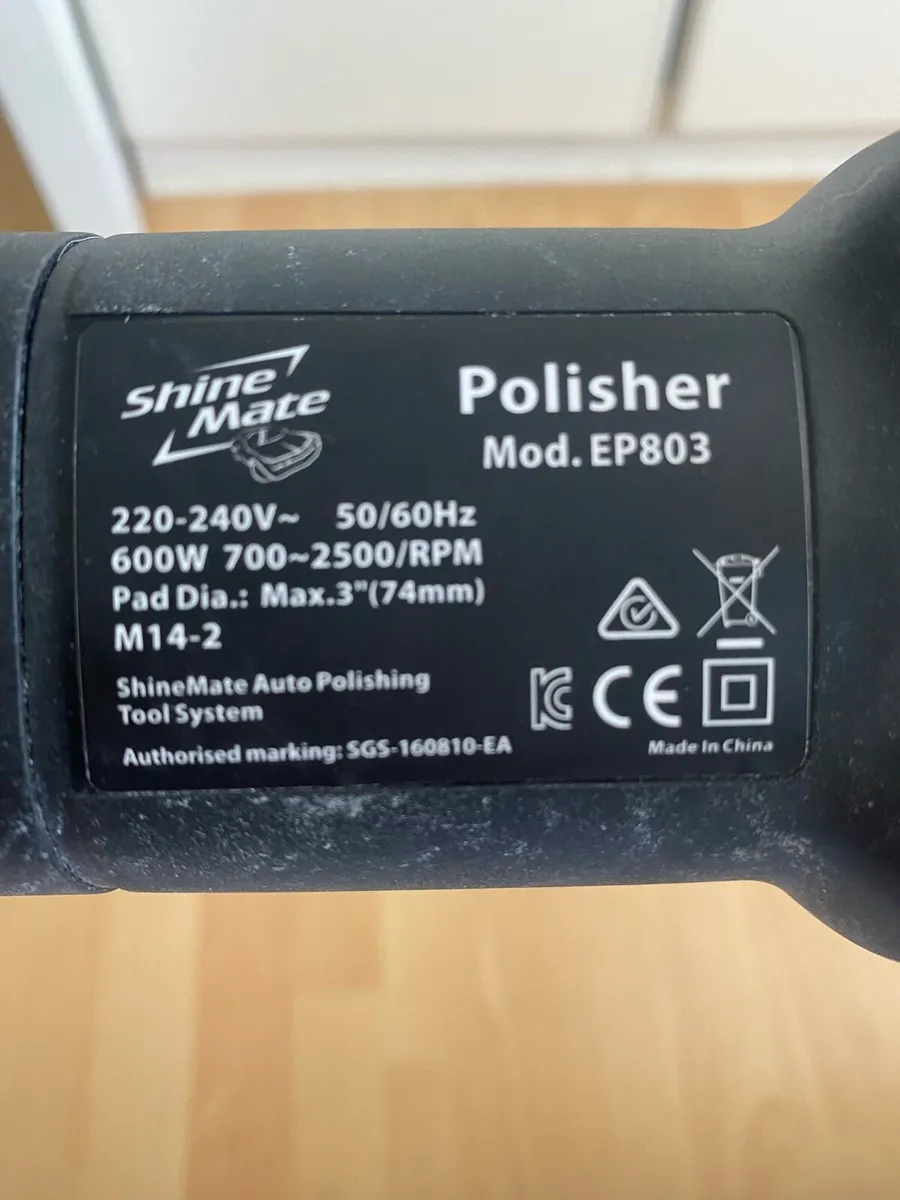 Shine
Mate
Polisher
Mod. EP803
220-240V~ 50/60Hz
600W 700~2500/RPM
Pad Dia.: Max.3"(74mm)
M14-2
ShineMate Auto Polishing
Tool System
Authorised marking: SGS-160810-EA
CE
Made In China